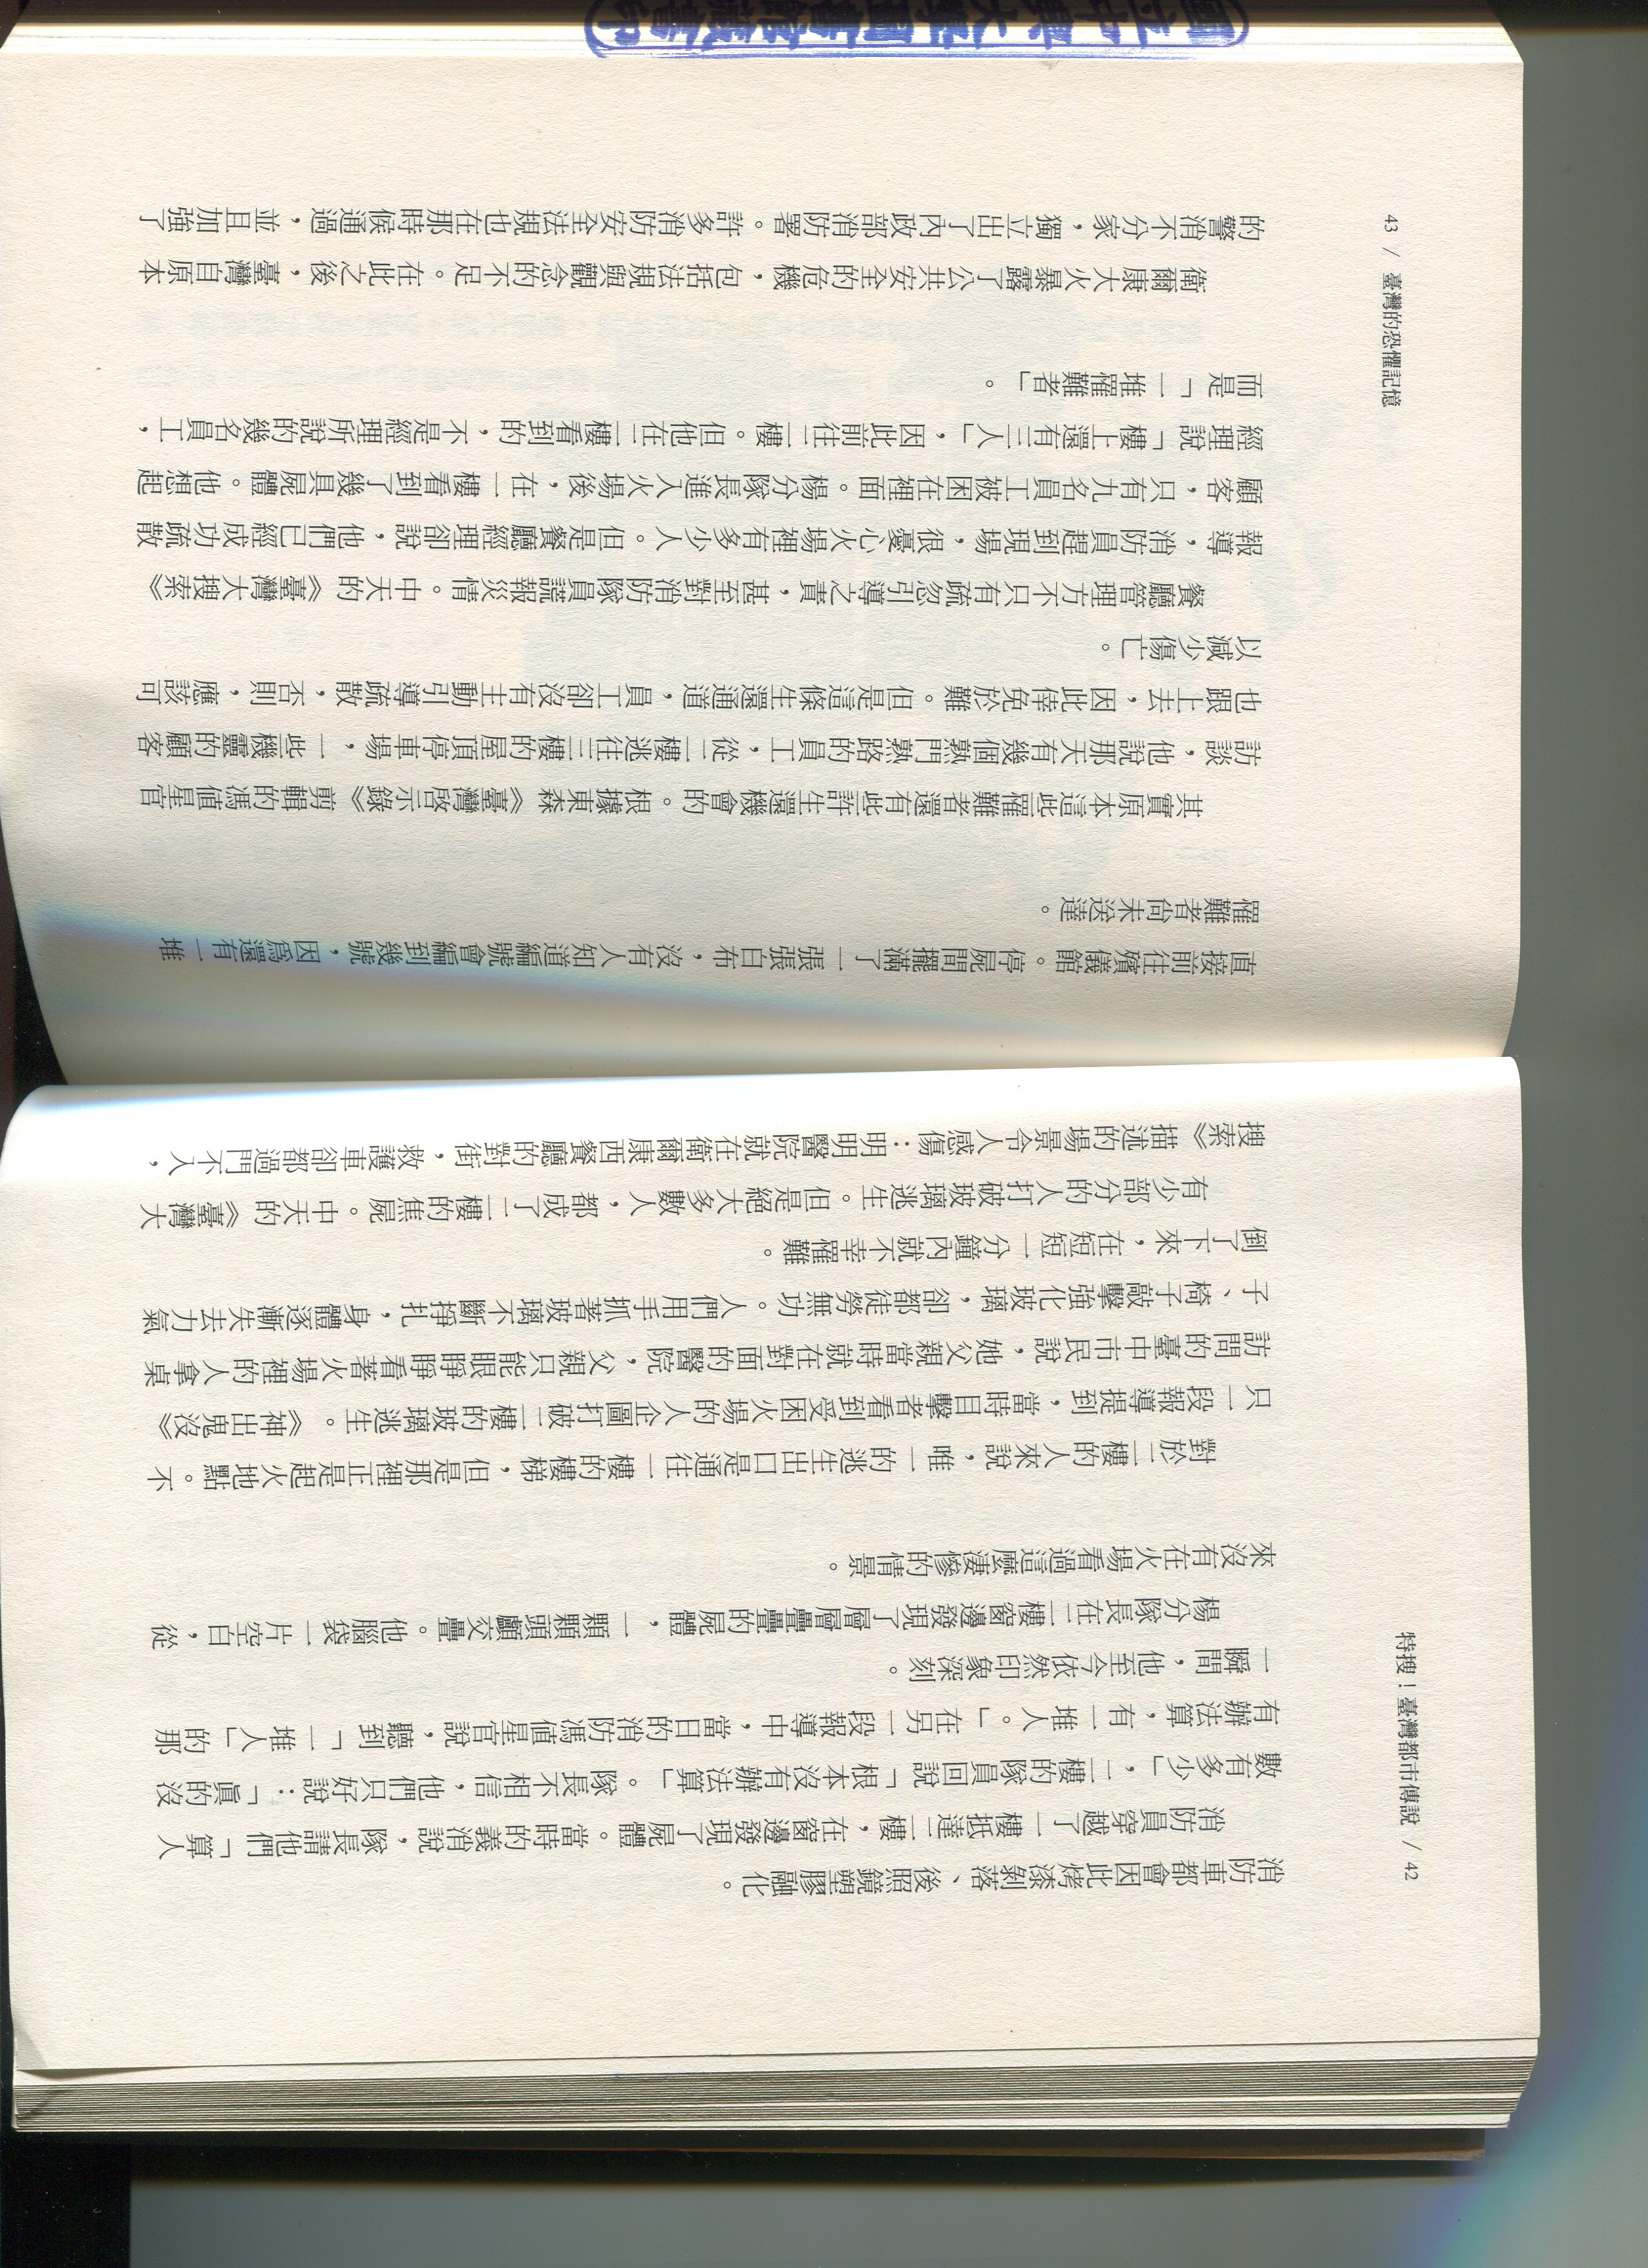 特搜！臺灣都市傳說 / 42
消防車都會因此烤漆剝落、後照鏡塑膠融化。
消防員穿越了一樓抵達二樓，在窗邊發現了屍體。當時的義消說，隊長請他們「算人
數有多少」，二樓的隊員回說「根本沒有辦法算」。隊長不相信，他們只好說：「真的沒
有辦法算，有一堆人。」在另一段報導中，當日的消防馮值星官說，聽到「一堆人」的那
一瞬間，他至今依然印象深刻。
楊分隊長在二樓窗邊發現了層層疊疊的屍體，一顆顆頭顱交疊。他腦袋一片空白，從
來沒有在火場看過這麼淒慘的情景。
對於二樓的人來說，唯一的逃生出口是通往一樓的樓梯，但是那裡正是起火地點。不
只一段報導提到，當時目擊者看到受困火場的人企圖打破二樓的玻璃逃生。《神出鬼沒》
訪問的臺中市民說，她父親當時就在對面的醫院，父親只能眼睜睜看著火場裡的人拿桌
子、椅子敲擊強化玻璃，卻都徒勞無功。人們用手抓著玻璃不斷掙扎，身體逐漸失去力氣
倒了下來，在短短一分鐘內就不幸罹難。
有少部分的人打破玻璃逃生。但是絕大多數人，都成了二樓的焦屍。中天的《臺灣大
搜索》描述的場景令人感傷：明明醫院就在衛爾康西餐廳的對街，救護車卻都過門不入，
直接前往殯儀館。停屍間擺滿了一張張白布，沒有人知道編號會編到幾號，因為還有一堆
罹難者尚未送達。
其實原本這些罹難者還有些許生還機會的。根據東森《臺灣啓示錄》剪輯的馮值星官
訪談，他說那天有幾個熟門熟路的員工，從二樓逃往三樓的屋頂停車場，一些機靈的顧客
也跟上去，因此倖免於難。但是這條生還通道，員工卻沒有主動引導疏散，否則，應該可
以減少傷亡。
餐廳管理方不只有疏忽引導之責，甚至對消防隊員謊報災情。中天的《臺灣大搜索》
報導，消防員趕到現場，很憂心火場裡有多少人。但是餐廳經理卻說，他們已經成功疏散
顧客，只有九名員工被困在裡面。楊分隊長進入火場後，在一樓看到了幾具屍體。他想起
經理說「樓上還有三人」，因此前往二樓。但他在二樓看到的，不是經理所說的幾名員工，
而是「一堆罹難者」。
衛爾康大火暴露了公共安全的危機，包括法規與觀念的不足。在此之後，臺灣自原本
的警消不分家，獨立出了內政部消防署。許多消防安全法規也在那時候通過，並且加強了
43 / 臺灣的恐懼記憶
國立中興大學圖書館藏書印